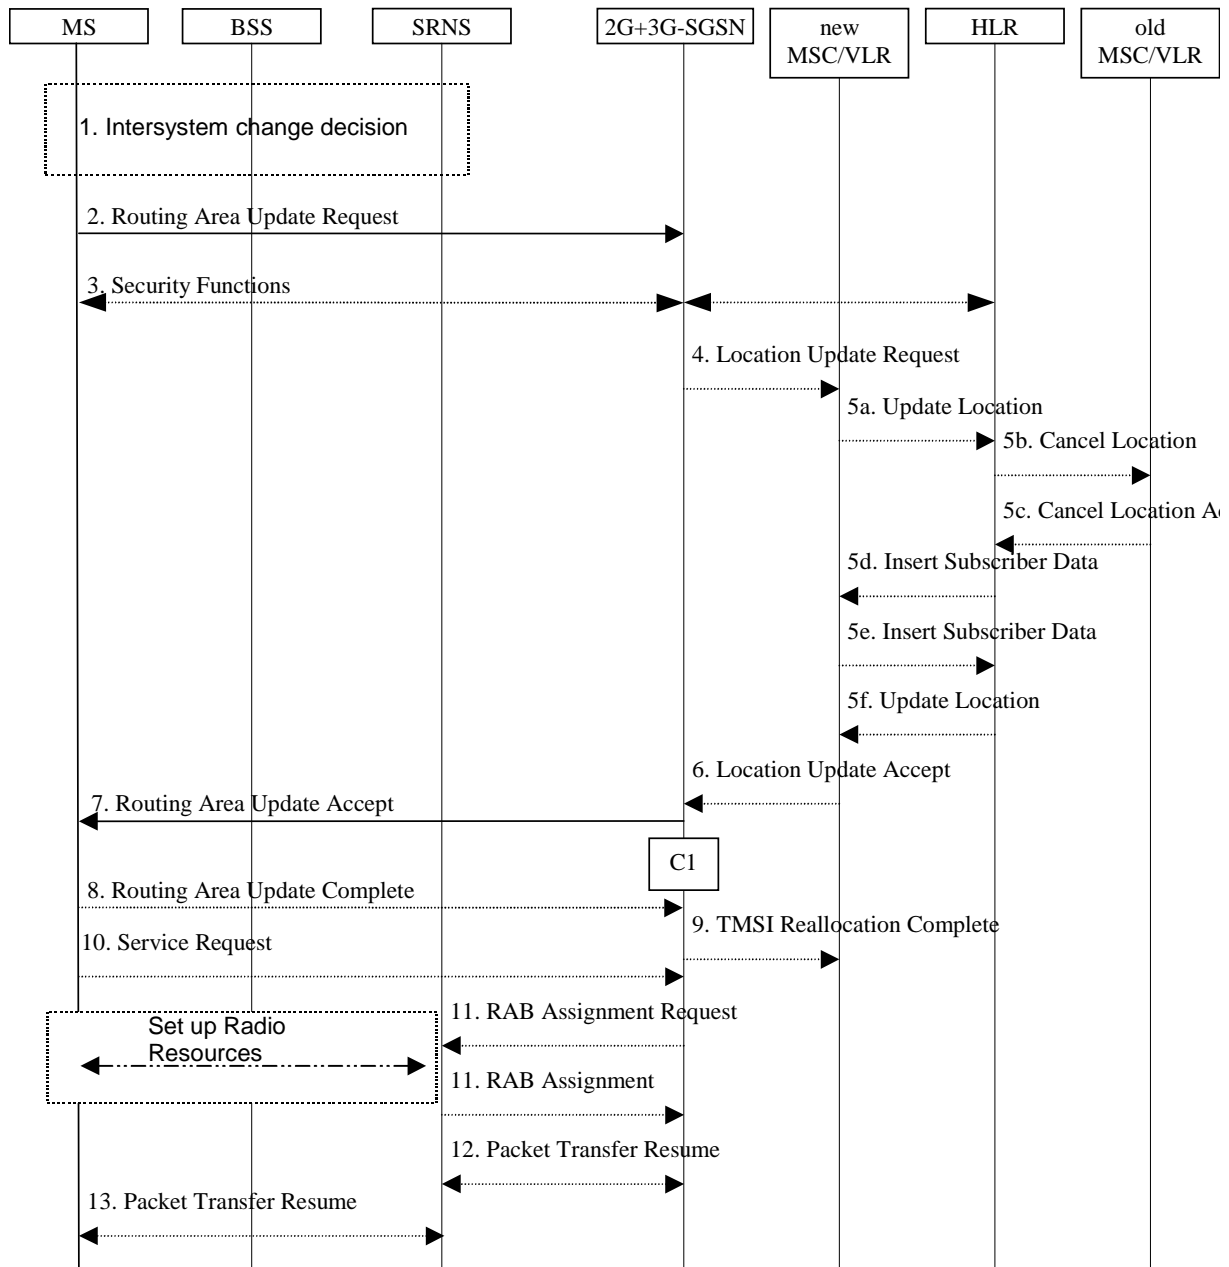 MS
BSS
SRNS
2G+3G-SGSN
new
MSC/VLR
HLR
old
MSC/VLR
1. Intersystem change decision
2. Routing Area Update Request
3. Security Functions
4. Location Update Request
5a. Update Location
5b. Cancel Location
5c. Cancel Location
5d. Insert Subscriber Data
5e. Insert Subscriber Data
5f. Update Location
6. Location Update Accept
7. Routing Area Update Accept
C1
8. Routing Area Update Complete
9. TMSI Reallocation Complete
10. Service Request
11. RAB Assignment Request
Set up Radio
Resources
11. RAB Assignment
12. Packet Transfer Resume
13. Packet Transfer Resume